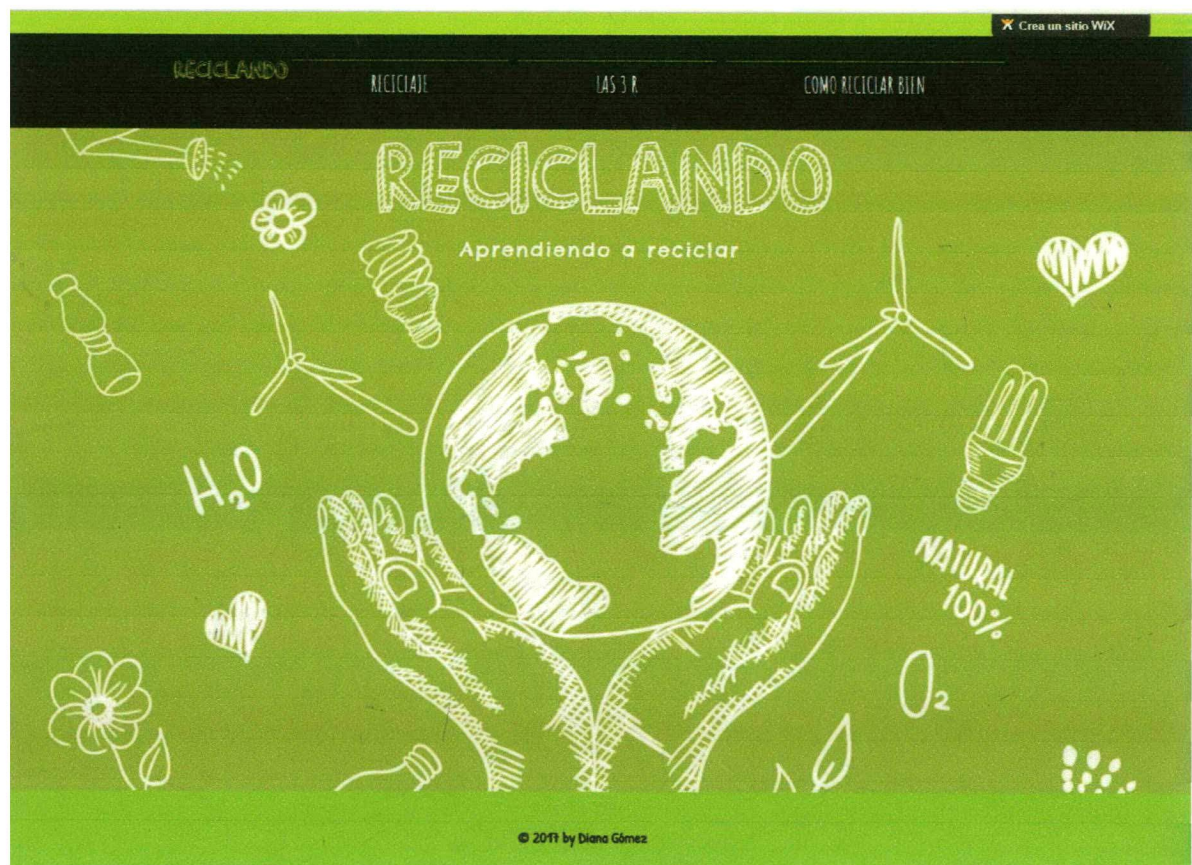 Crea un sitio WiX
RECICLANDO
RECICLAJE
LAS 3 R
COMO RECICLAR BIEN
RECICLANDO
Aprendiendo a reciclar
H₂O
NATURAL
100%
O₂
© 2017 by Diana Gómez